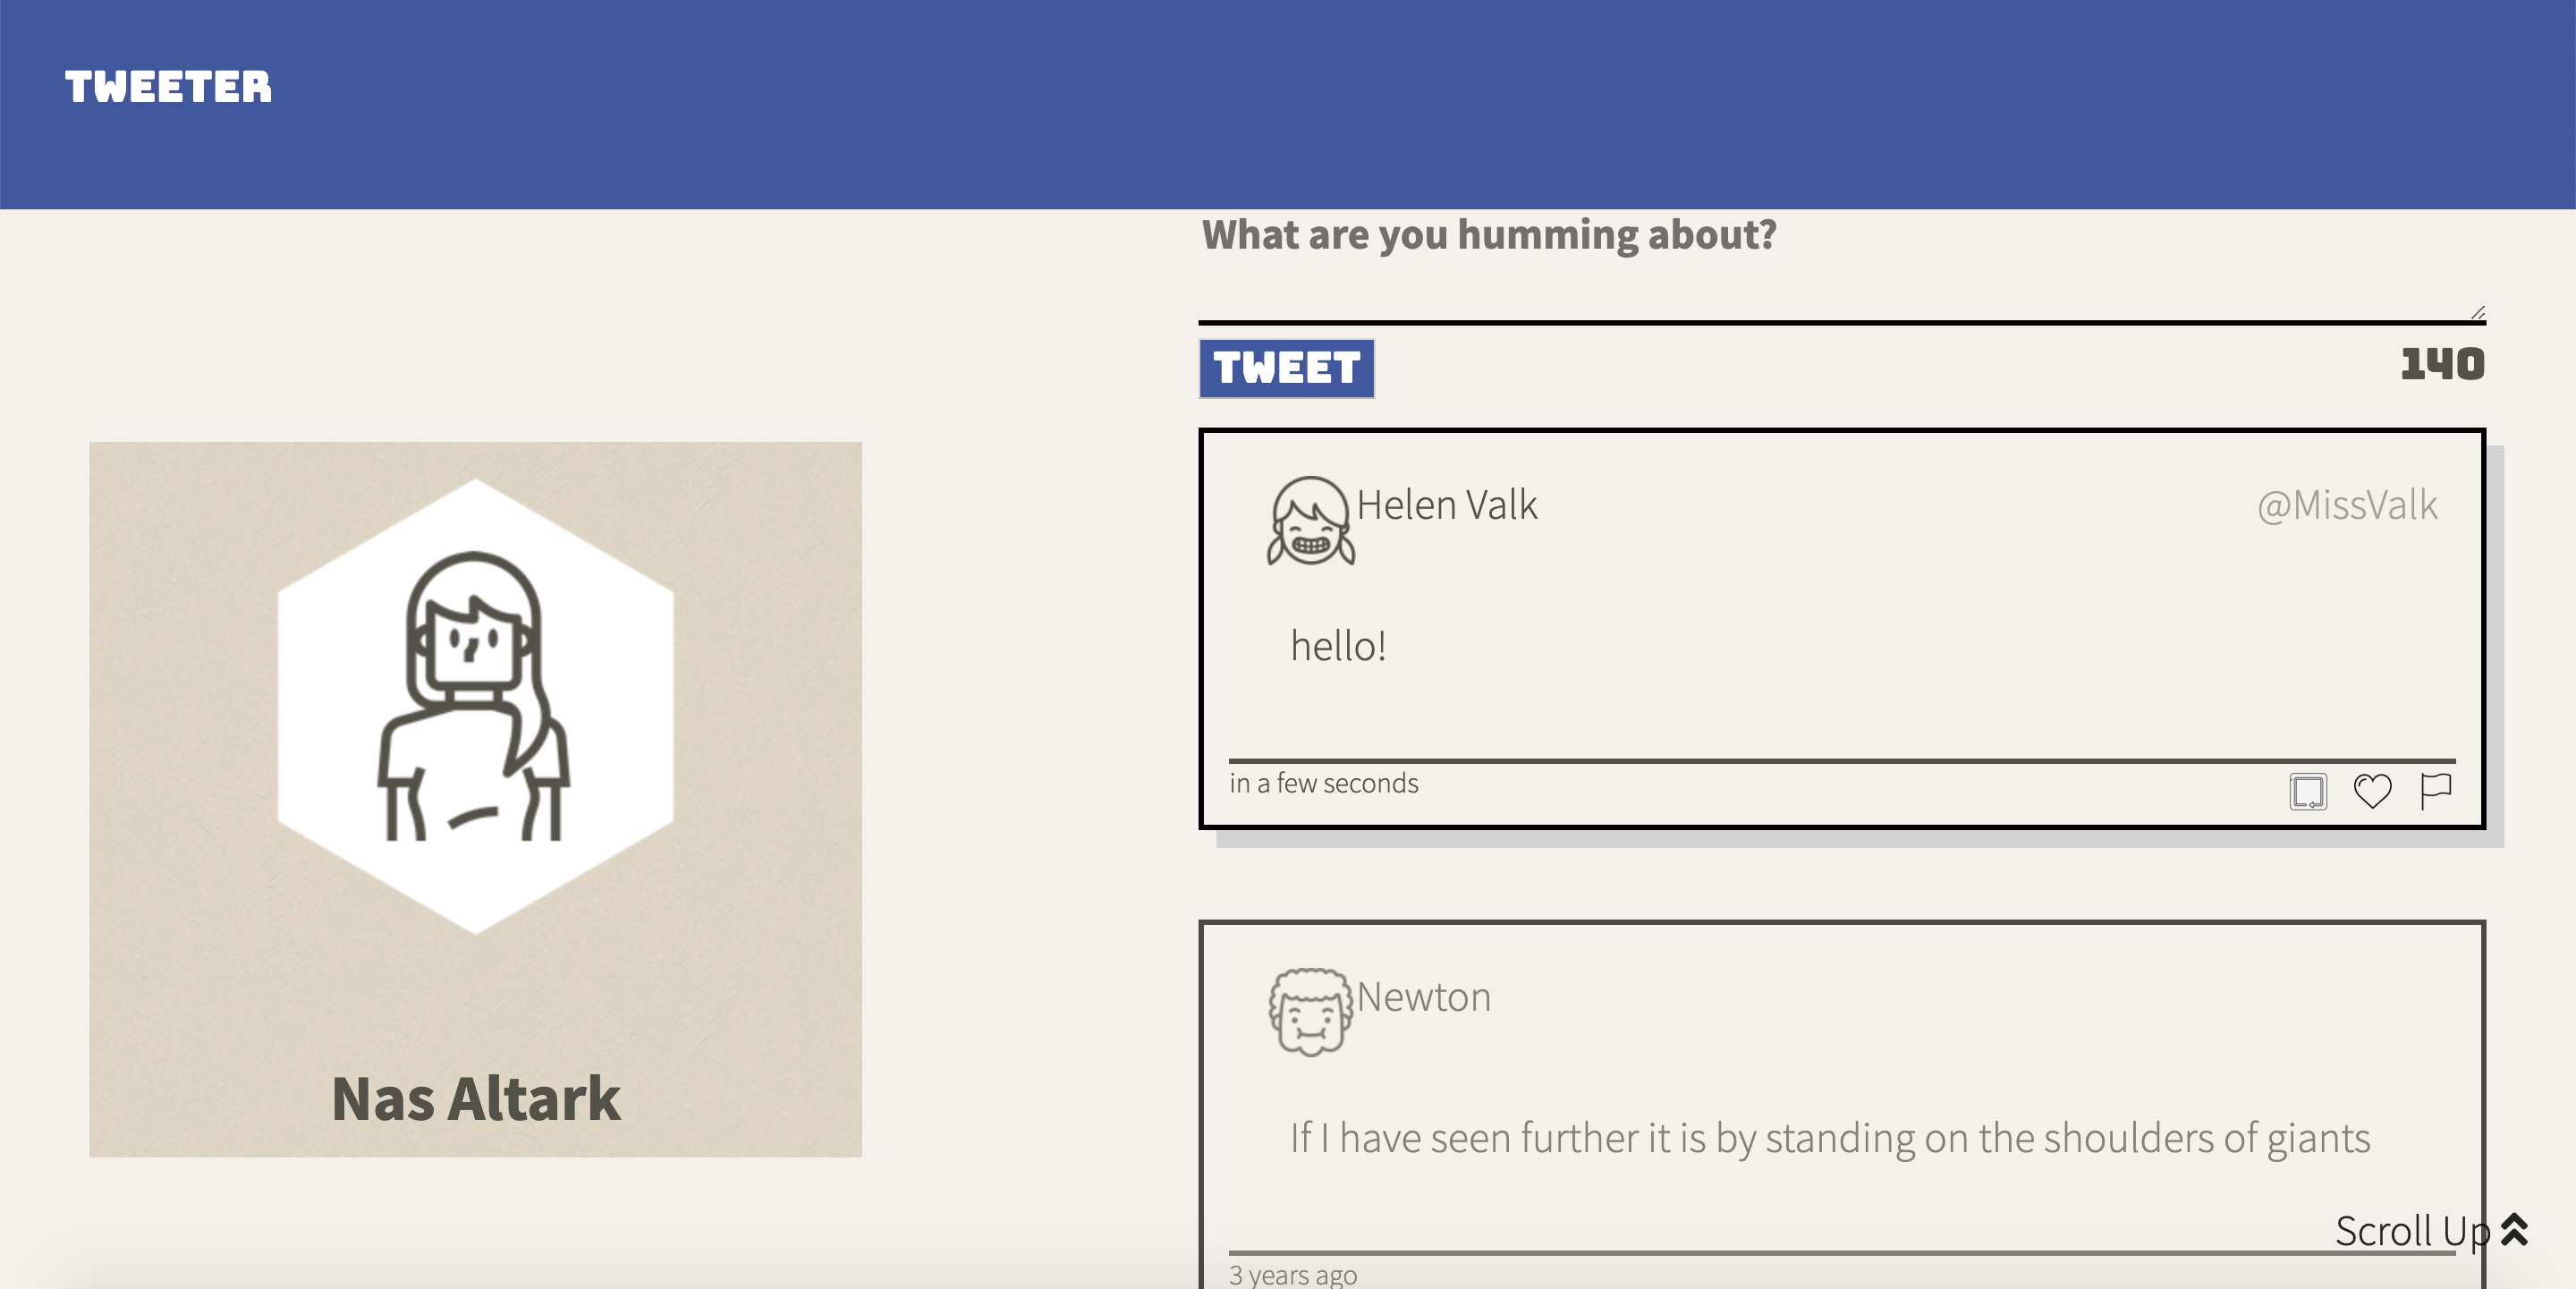 TWEETER
What are you humming about?
TWEET
140
Helen Valk
@MissValk
hello!
in a few seconds
Nas Altark
Newton
If I have seen further it is by standing on the shoulders of giants
Scroll Up
3 years ago